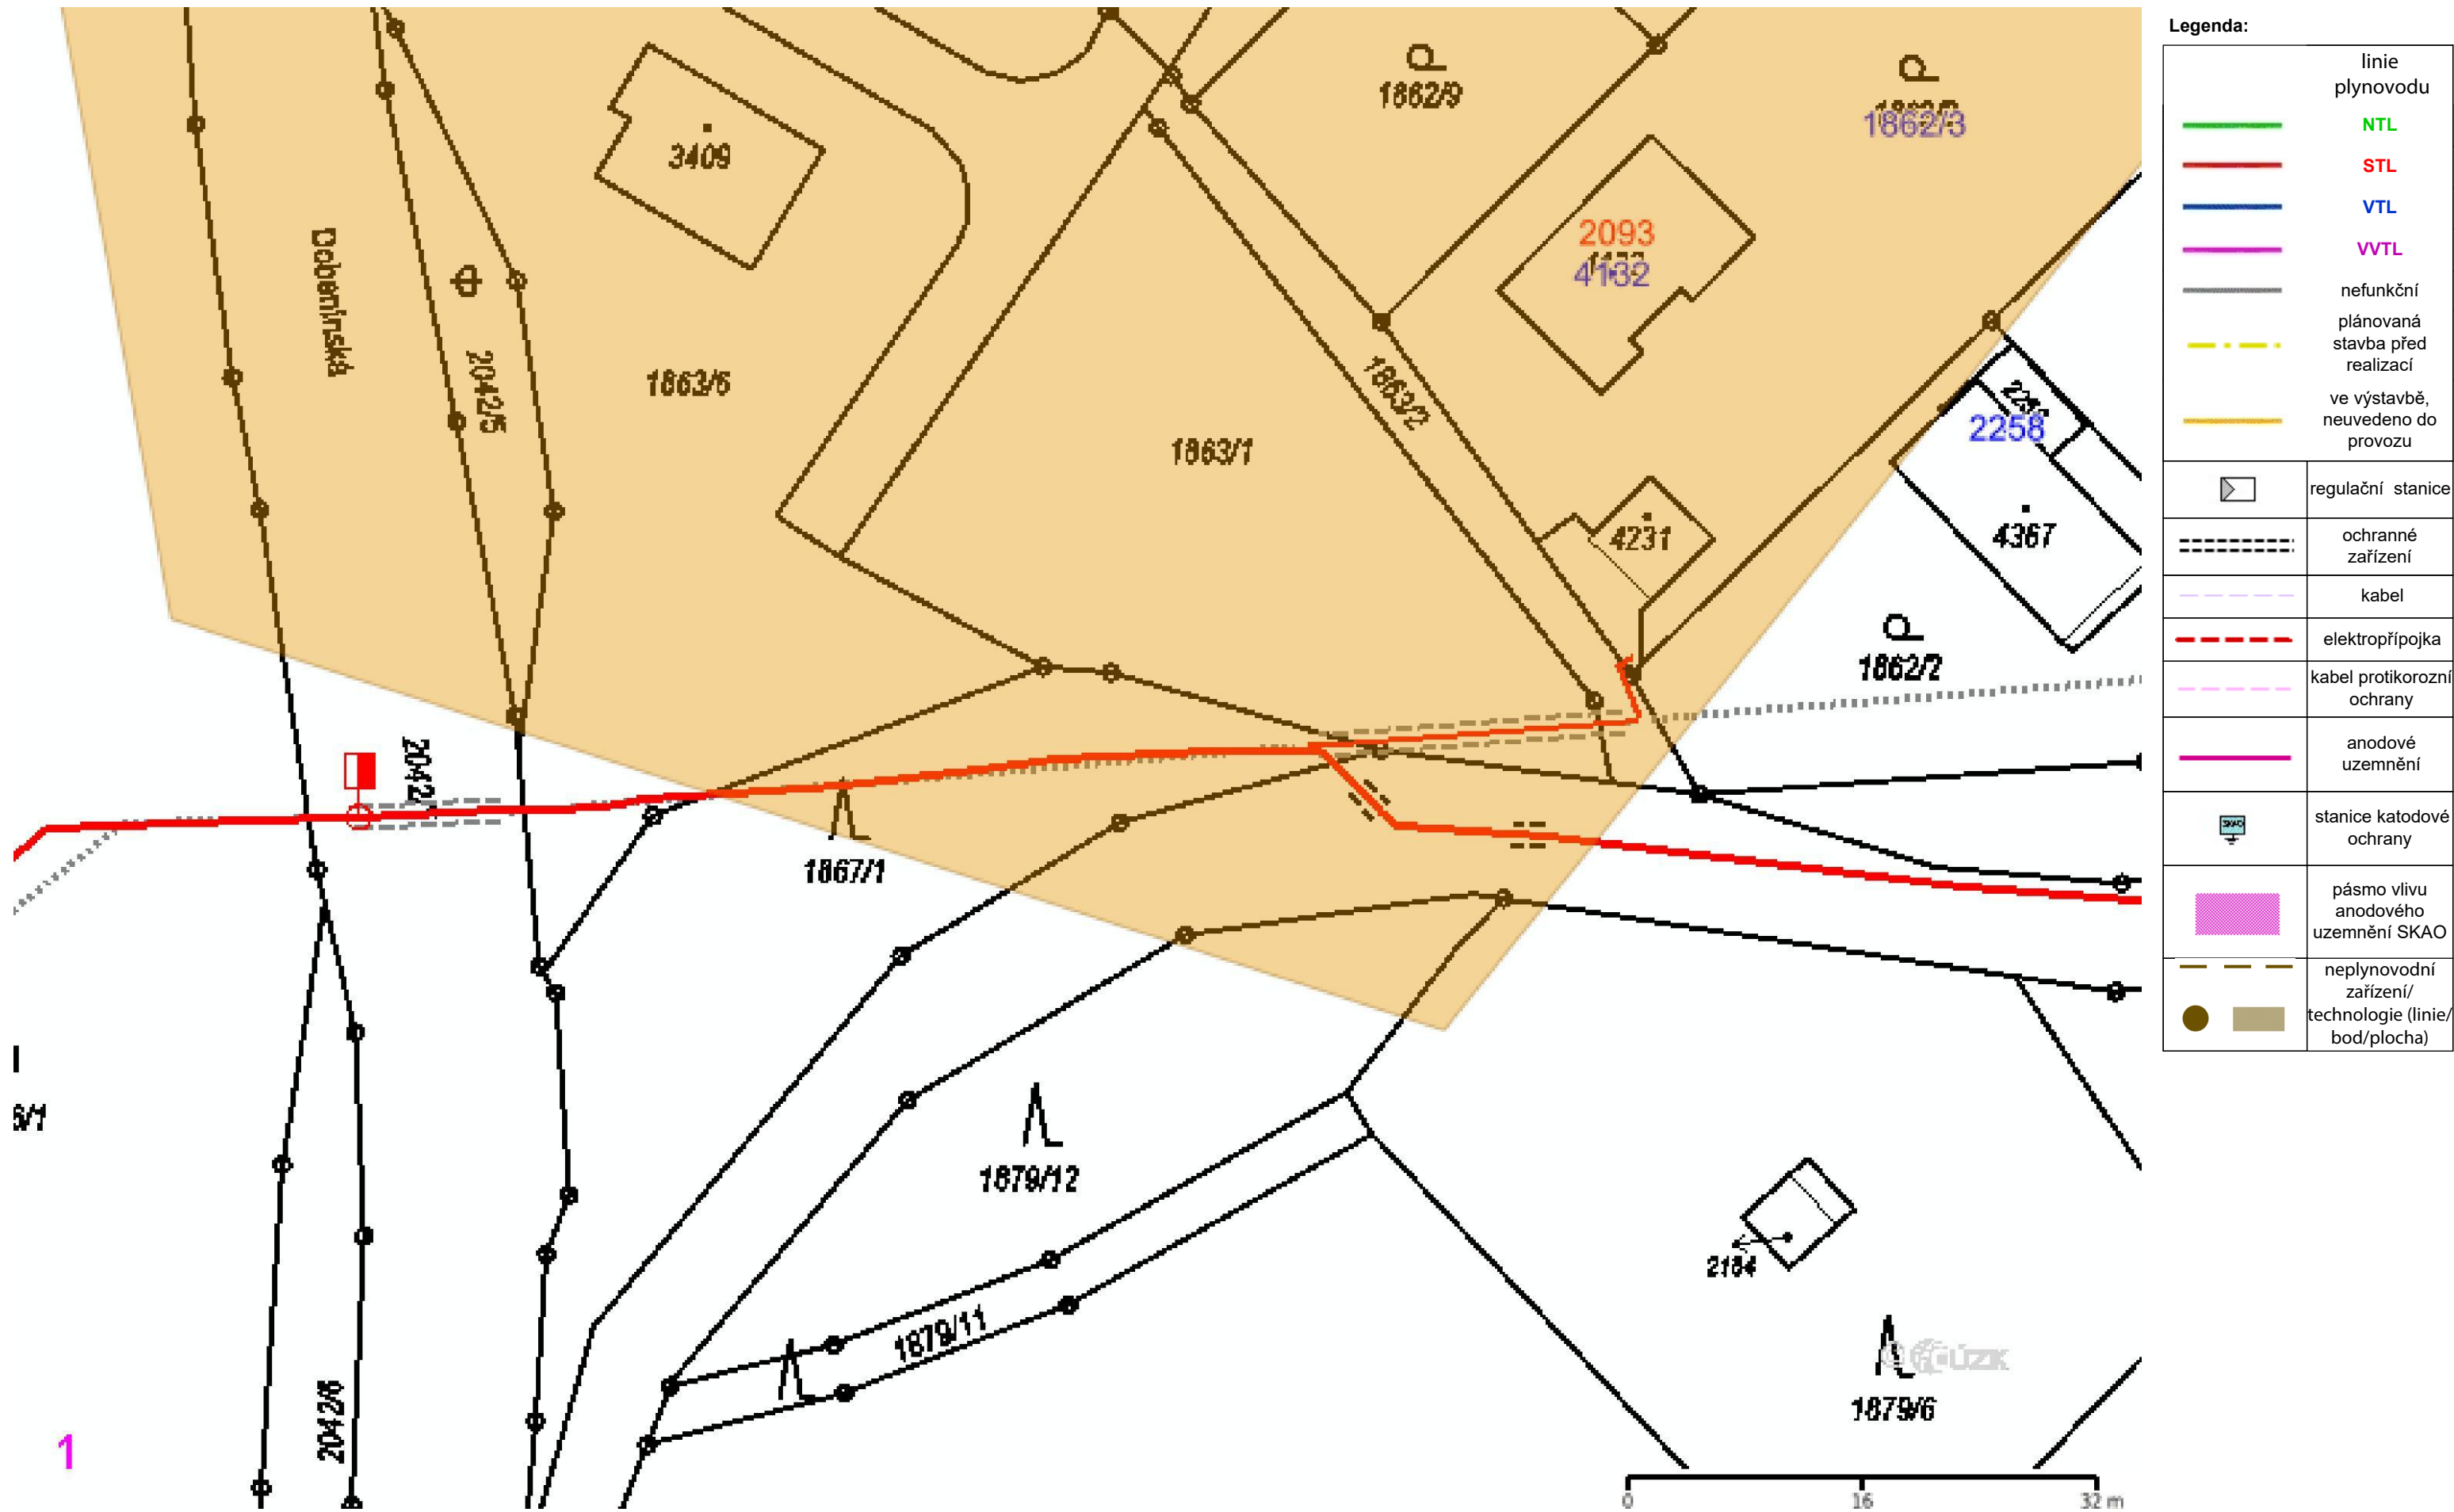 1862/9
1862/3
3409
2093
4132
Dobenínská
2042/5
1863/6
1863/2
1863/1
2258
4231
4367
1862/2
2042/
1867/1
1879/12
2184
1879/11
1879/6
2042/6
1
0
16
32 m
Legenda:
linie
plynovodu
NTL
STL
VTL
VVTL
nefunkční
plánovaná
stavba před
realizací
ve výstavbě,
neuvedeno do
provozu
regulační stanice
ochranné
zařízení
kabel
elektropřípojka
kabel protikorozní
ochrany
anodové
uzemnění
SKAO
stanice katodové
ochrany
pásmo vlivu
anodového
uzemnění SKAO
neplynovodní
zařízení/
technologie (linie/
bod/plocha)